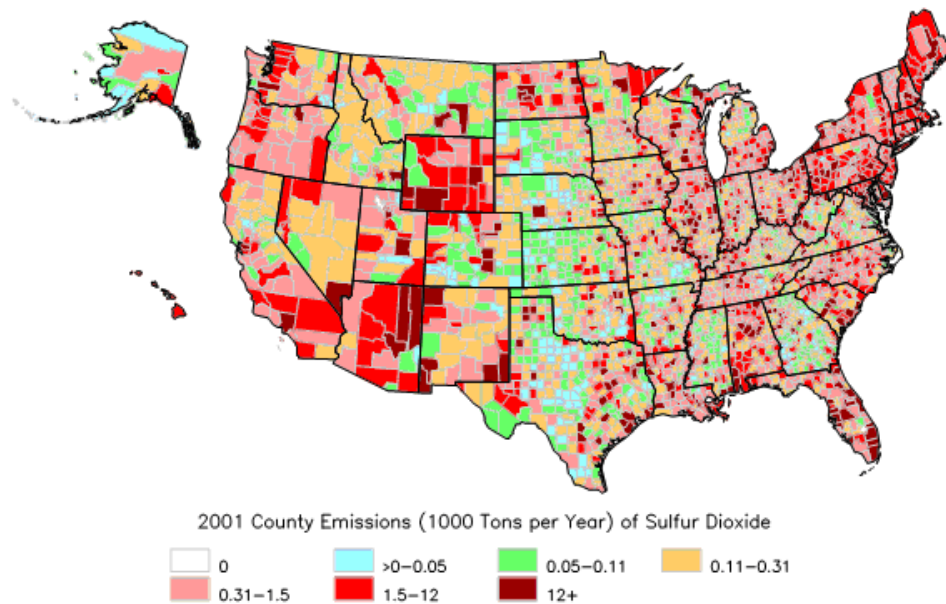 2001 County Emissions (1000 Tons per Year) of Sulfur Dioxide
0 >0−0.05 0.05−0.11 0.11−0.31
0.31−1.5 1.5−12 12+